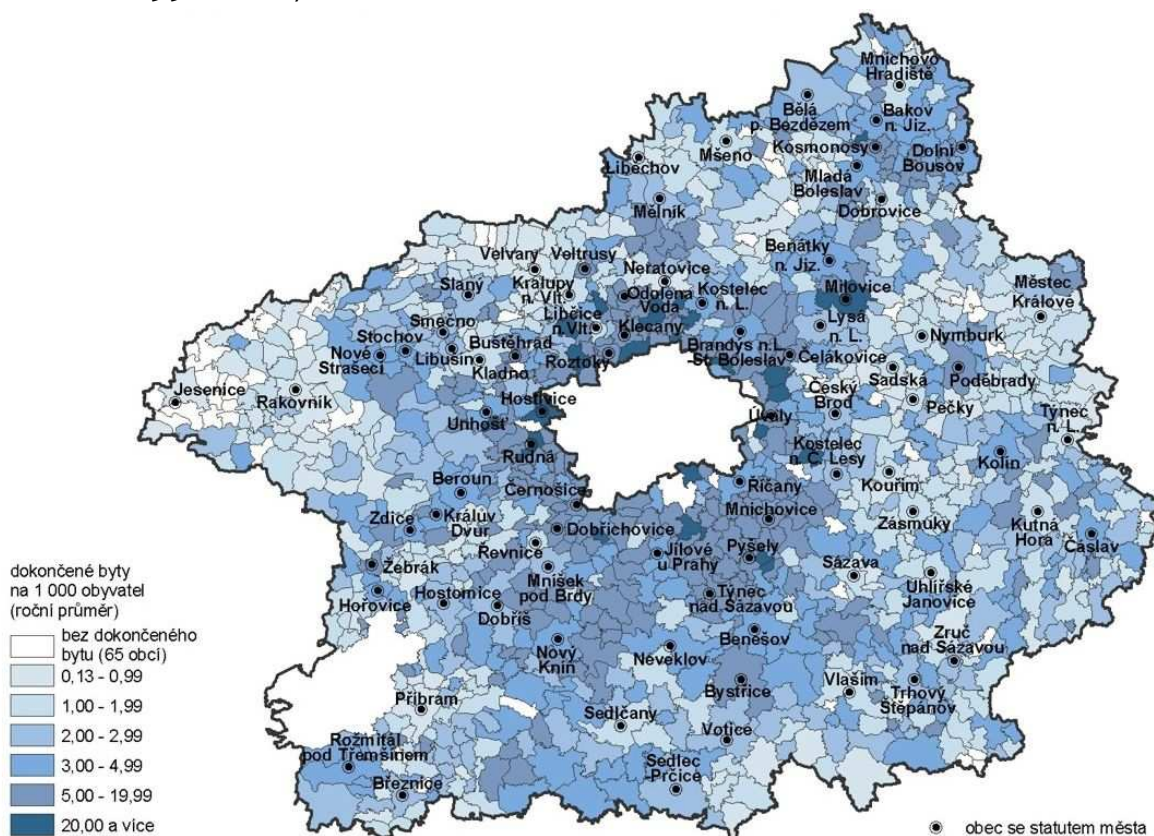 Mnichovo
Hradiště
Bělá
p. Bezdězem
Bakov
n. Jiz.
Mšeno
Kosmonosy
Dolní
Bousov
Liběchov
Mladá
Boleslav
Mělník
Dobrovice
Benátky
n. Jiz.
Velvary
Veltrusy
Neratovice
Slaný
Kralupy
n. Vlt.
Odolena
Voda
Kostelec
n. L.
Milovice
Městec
Králové
Smečno
Libčice
n.Vlt.
Klecany
Lysá
n. L.
Nymburk
Stochov
Buštěhrad
Brandýs n.L.
-St. Boleslav
Nové
Strašecí
Libušín
Kladno
Roztoky
Čelákovice
Sadská
Poděbrady
Jesenice
Rakovník
Hostivice
Český
Brod
Pečky
Týnec
n. L.
Unhošť
Úvaly
Rudná
Kostelec
n. Č. Lesy
Kolín
Beroun
Říčany
Kouřim
Černošice
Mnichovice
Zdice
Králův
Dvůr
Dobřichovice
Zásmuky
Kutná
Hora
Čáslav
Řevnice
Jílové
u Prahy
Pyšely
Sázava
Žebrák
Mníšek
pod Brdy
Uhlířské
Janovice
Hořovice
Hostomice
Dobříš
Týnec
nad Sázavou
Benešov
Zruč
nad Sázavou
Nový
Knín
Neveklov
Bystřice
Vlašim
Trhový
Štěpánov
Příbram
Sedlčany
Votice
Rožmitál
pod Třemšínem
Březnice
Sedlec
Prčice
dokončené byty
na 1 000 obyvatel
(roční průměr)
bez dokončeného
bytu (65 obcí)
0,13 - 0,99
1,00 - 1,99
2,00 - 2,99
3,00 - 4,99
5,00 - 19,99
20,00 a více
obec se statutem města